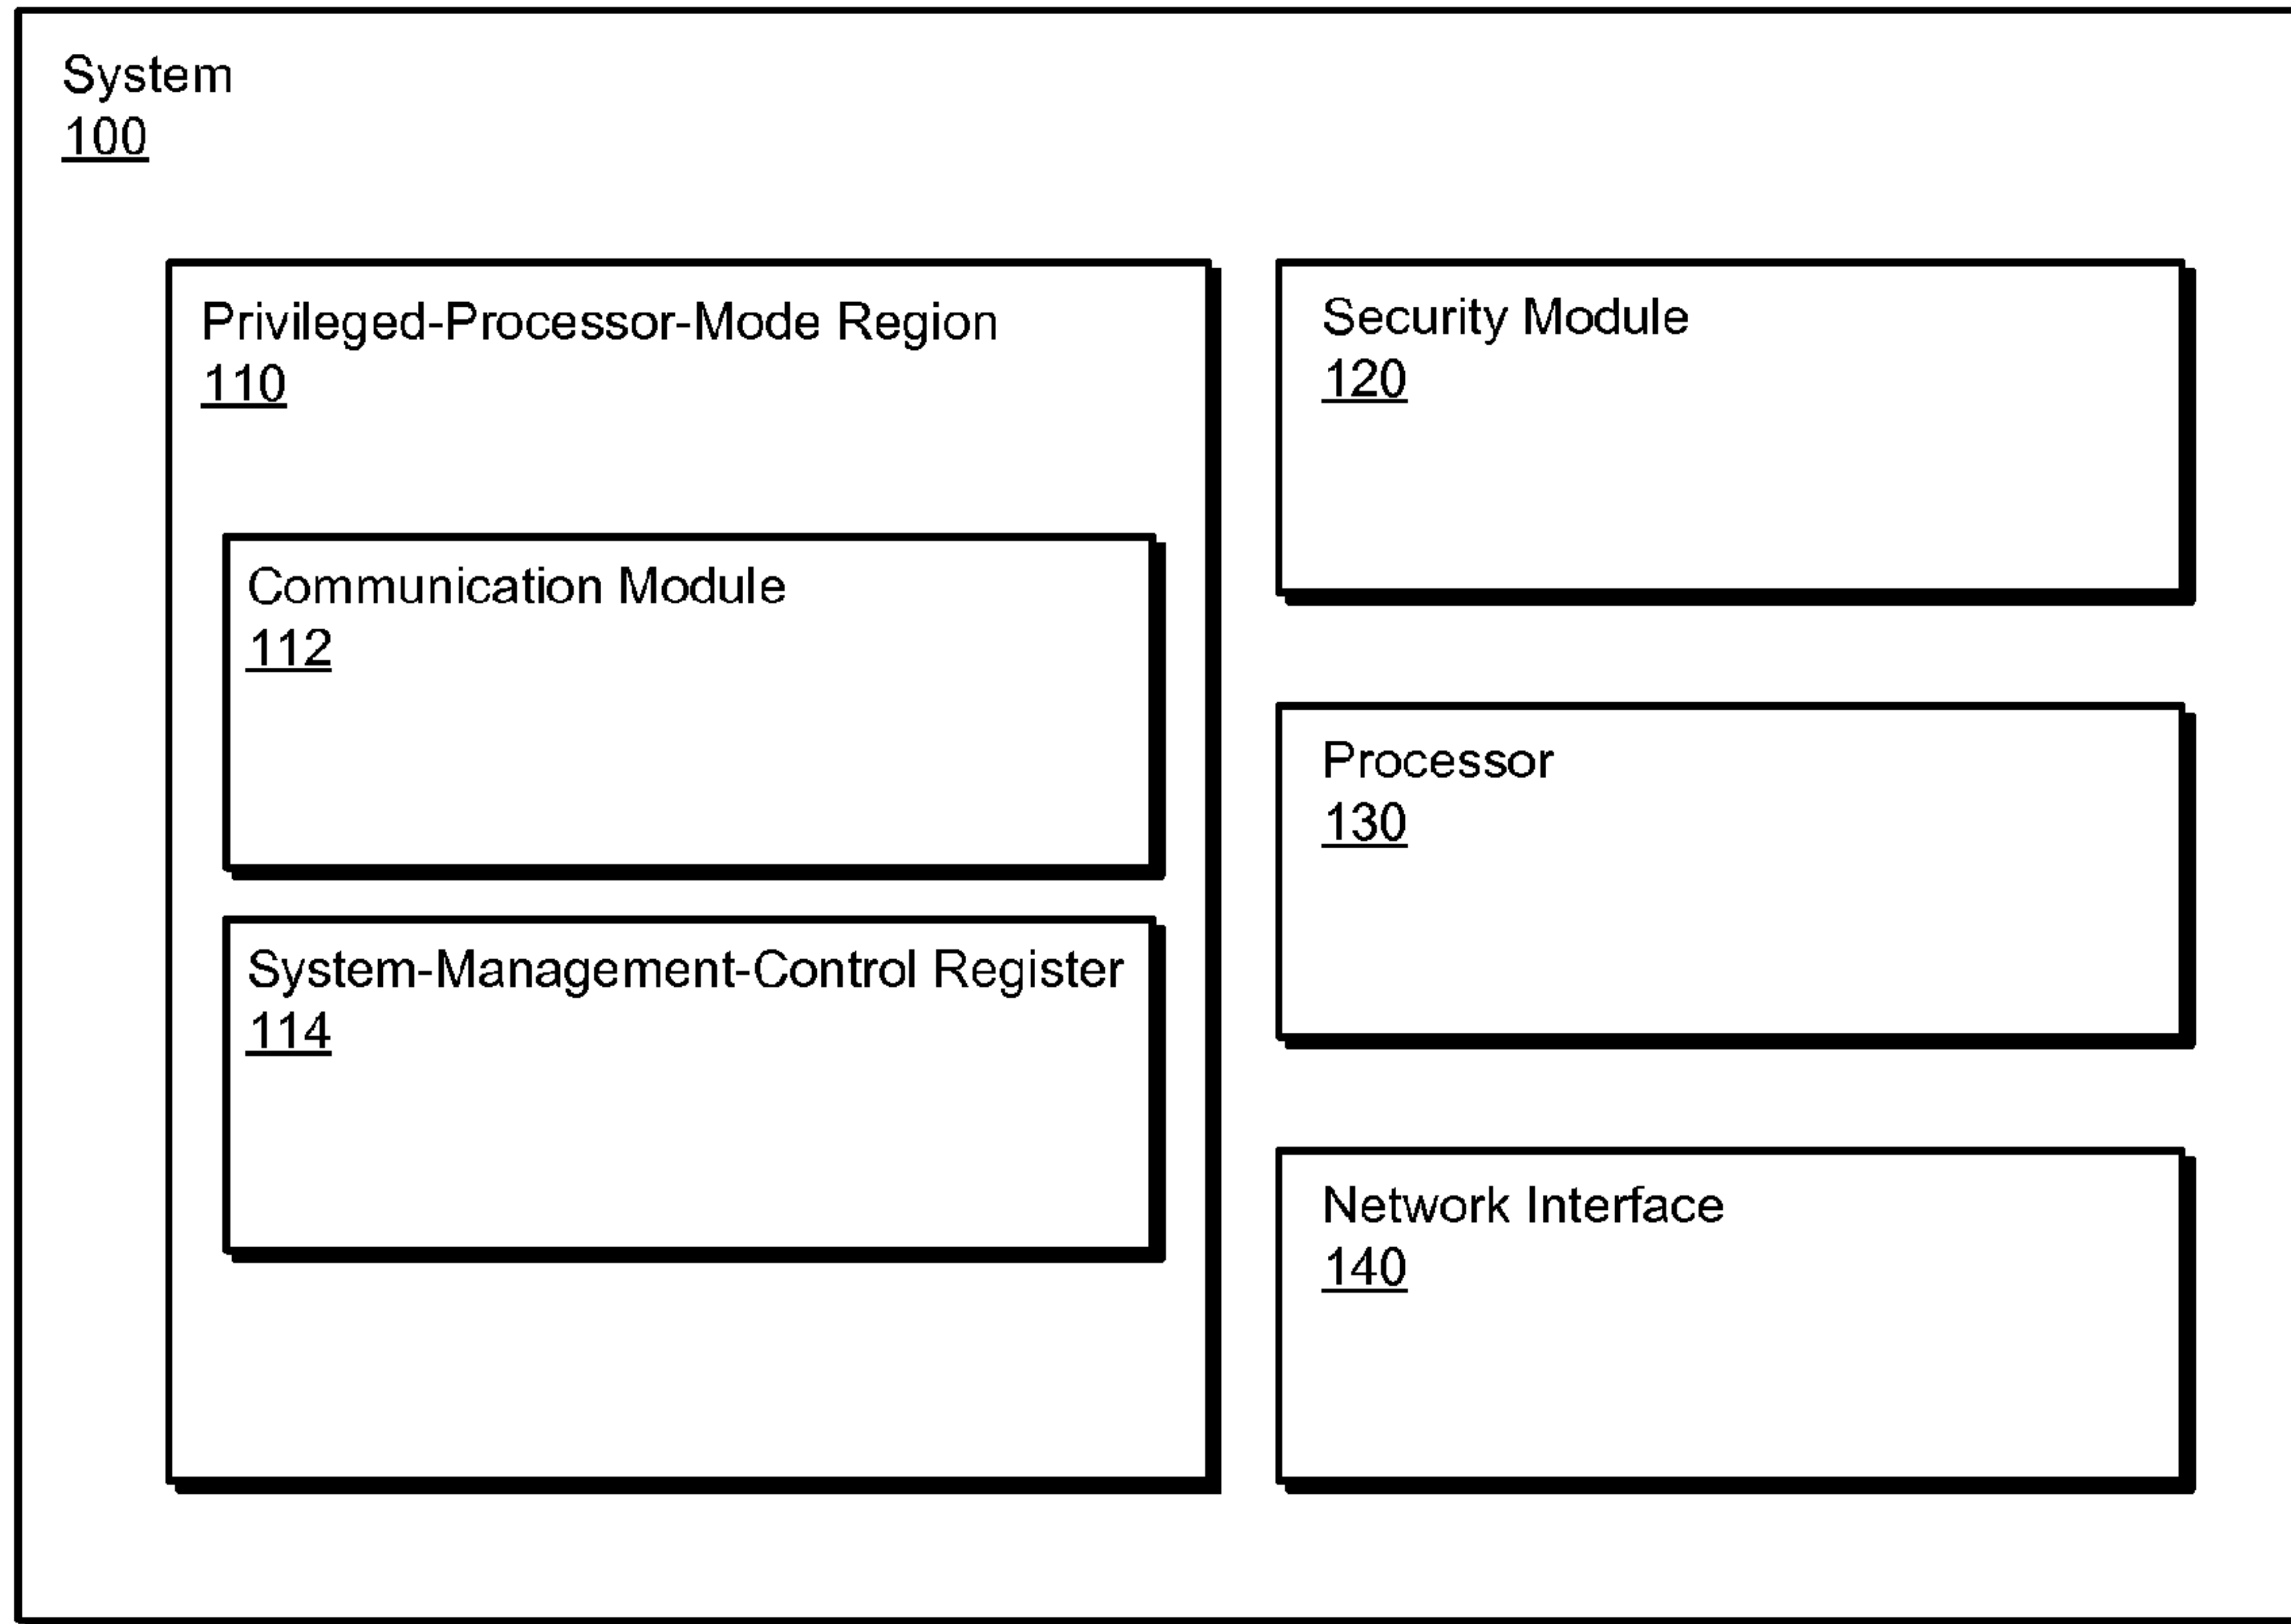 System
100
Privileged-Processor-Mode Region
110
Communication Module
112
System-Management-Control Register
114
Security Module
120
Processor
130
Network Interface
140